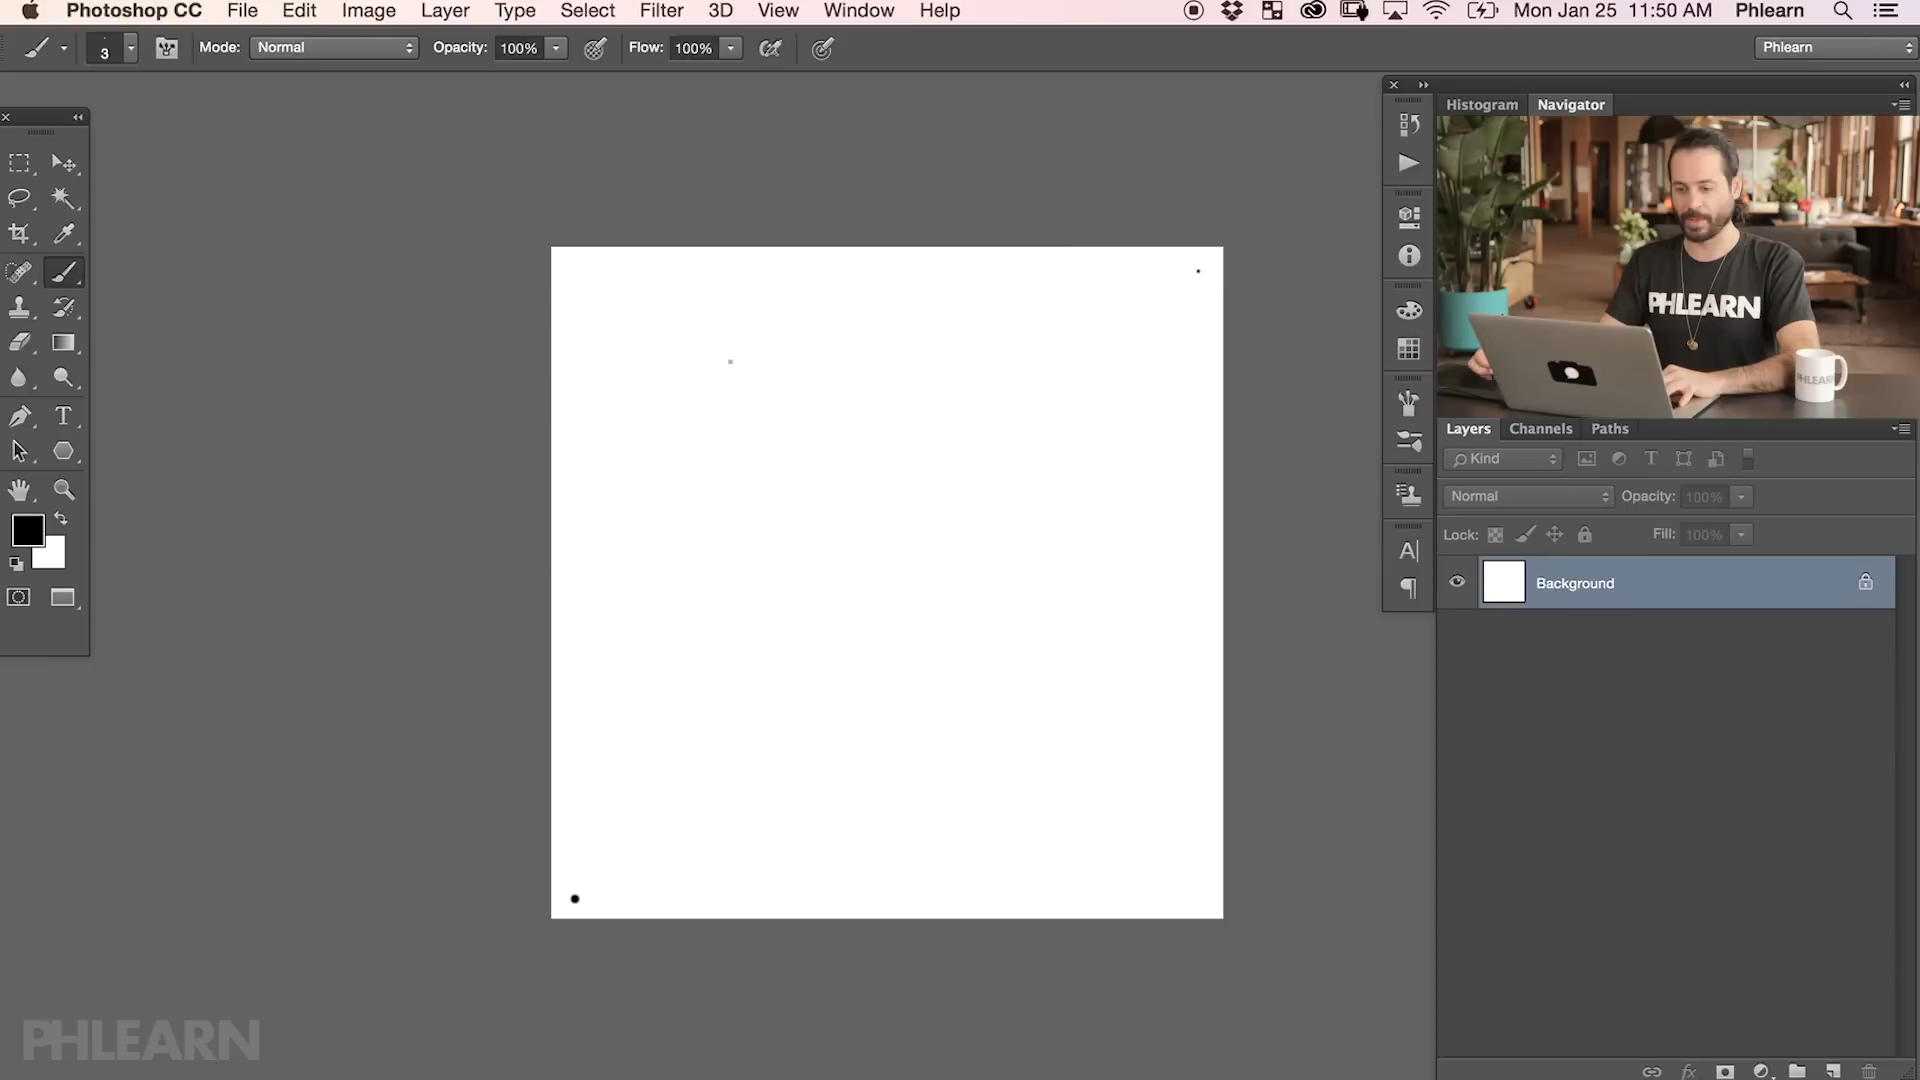 Photoshop CC File Edit Image Layer Type Select Filter 3D View Window Help Mon Jan 25 11:50 AM Phlearn
3 Mode: Normal Opacity: 100% Flow: 100% Phlearn
Histogram Navigator
PHLEARN
PHLEARN
Layers Channels Paths
Kind
Normal Opacity: 100%
Lock: Fill: 100%
Background
PHLEARN